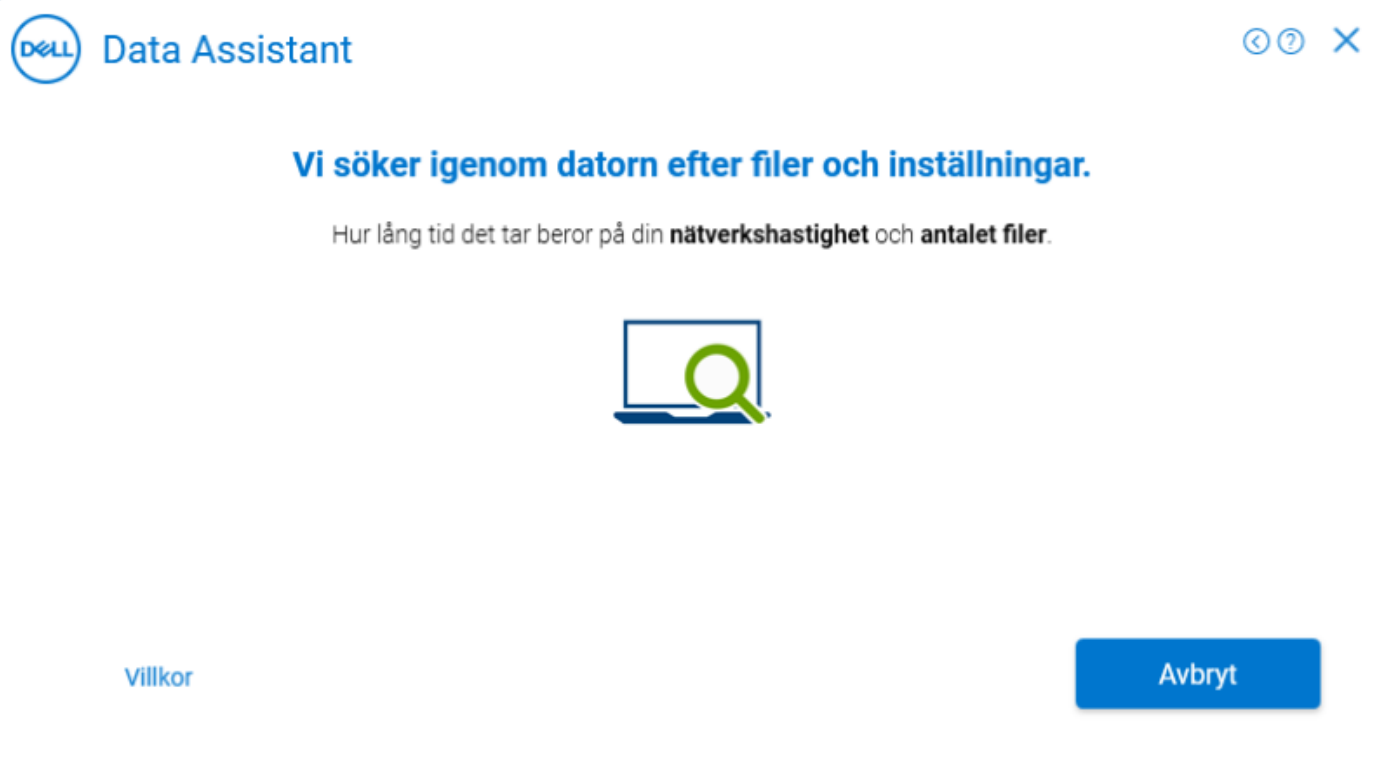 DELL
Data Assistant
Vi söker igenom datorn efter filer och inställningar.
Hur lång tid det tar beror på din nätverkshastighet och antalet filer.
Villkor
Avbryt